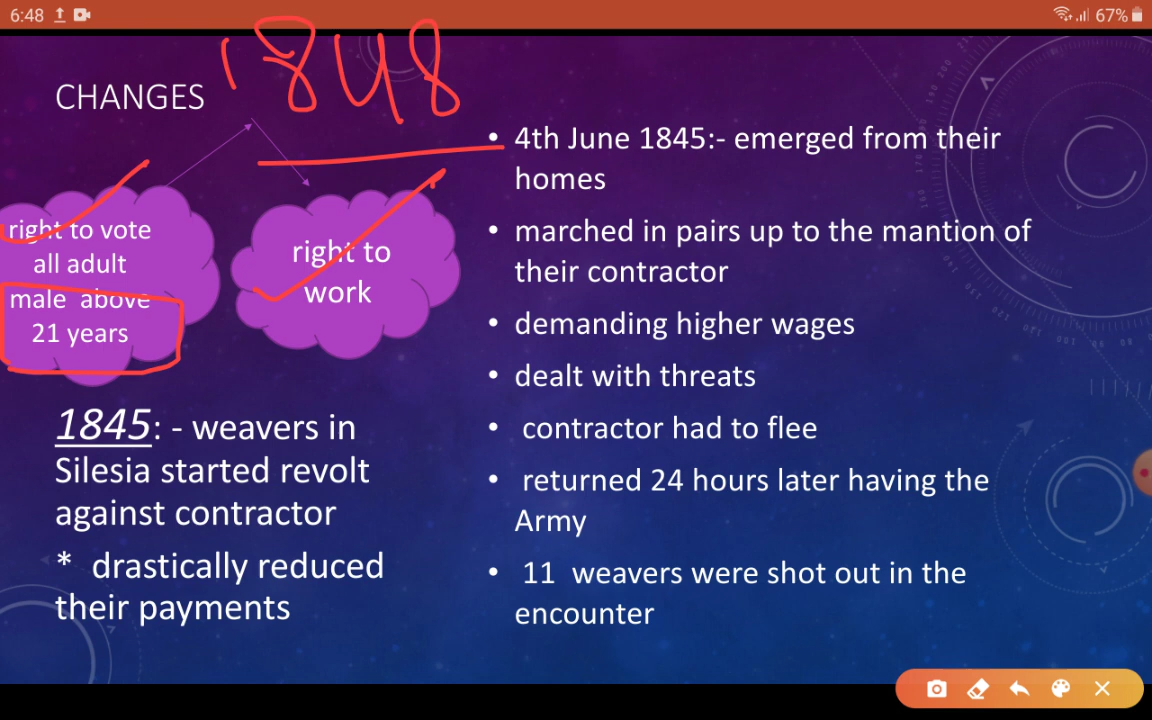 6:48
67%
1848
CHANGES
right to vote
all adult
male above
21 years
right to
work
1845: - weavers in
Silesia started revolt
against contractor
* drastically reduced
their payments
• 4th June 1845:- emerged from their
homes
• marched in pairs up to the mantion of
their contractor
• demanding higher wages
• dealt with threats
• contractor had to flee
• returned 24 hours later having the
Army
• 11 weavers were shot out in the
encounter